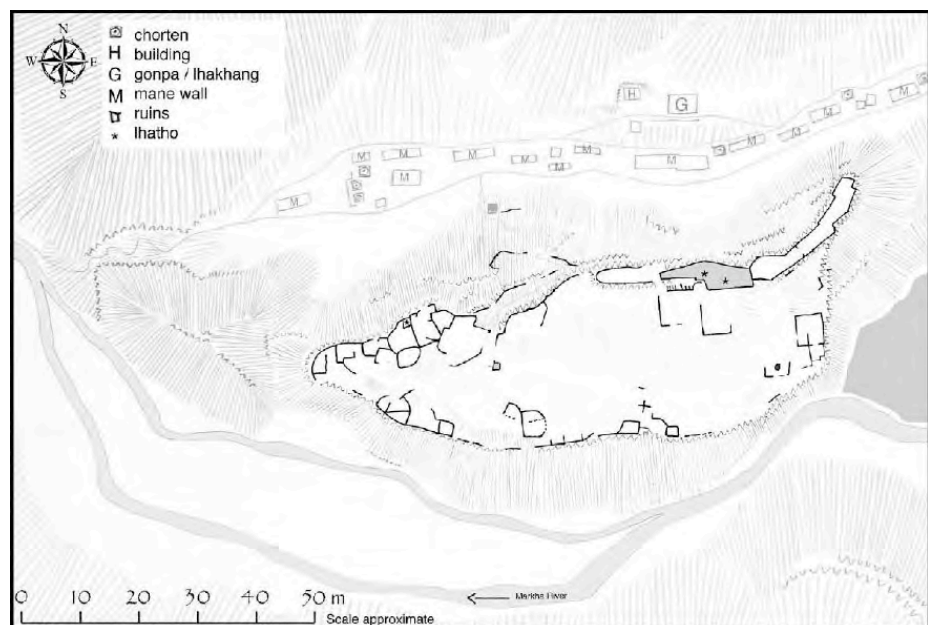 N
W E
S
chorten
H building
G gonpa / lhakhang
M mane wall
ruins
* lhatho
H
G
M
M
M
M
M
M
M
M
M
M
M
M
M
0 10 20 30 40 50 m
Scale approximate
Markha River